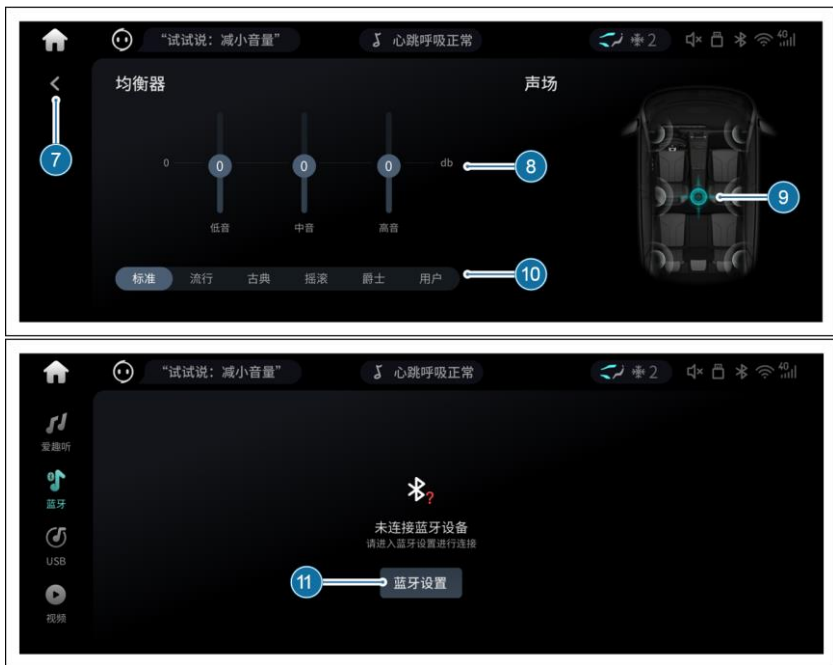 “试试说：减小音量”
心跳呼吸正常
2
4G
均衡器
声场
7
0
0
0
0
db
8
9
低音
中音
高音
标准
流行
古典
摇滚
爵士
用户
10
“试试说：减小音量”
心跳呼吸正常
2
4G
爱趣听
蓝牙
USB
视频
?
未连接蓝牙设备
请进入蓝牙设置进行连接
11
蓝牙设置